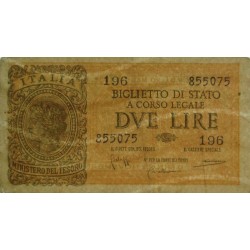 ITALIA
196 855075
BIGLIETTO DI STATO
A CORSO LEGALE
DVE LIRE
855075 196
MINISTERO DEL TESORO